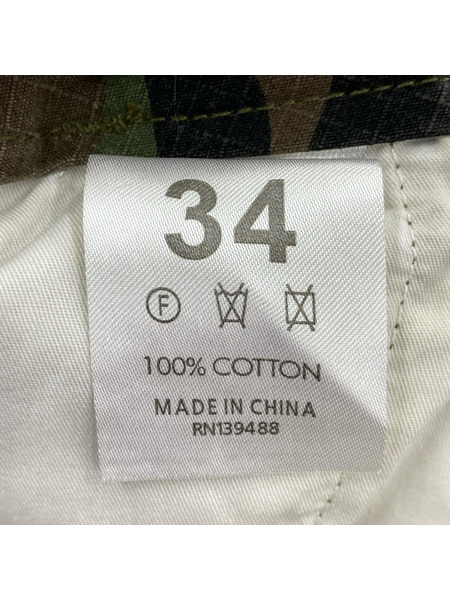 34
F
100% COTTON
MADE IN CHINA
RN139488